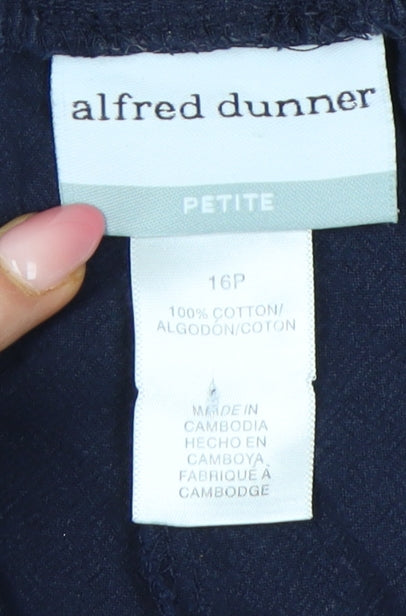 alfred dunner
PETITE
16P
100% COTTON/
ALGODÓN/COTON
MADE IN
CAMBODIA
HECHO EN
CAMBOYA
FABRIQUÉ À
CAMBODGE